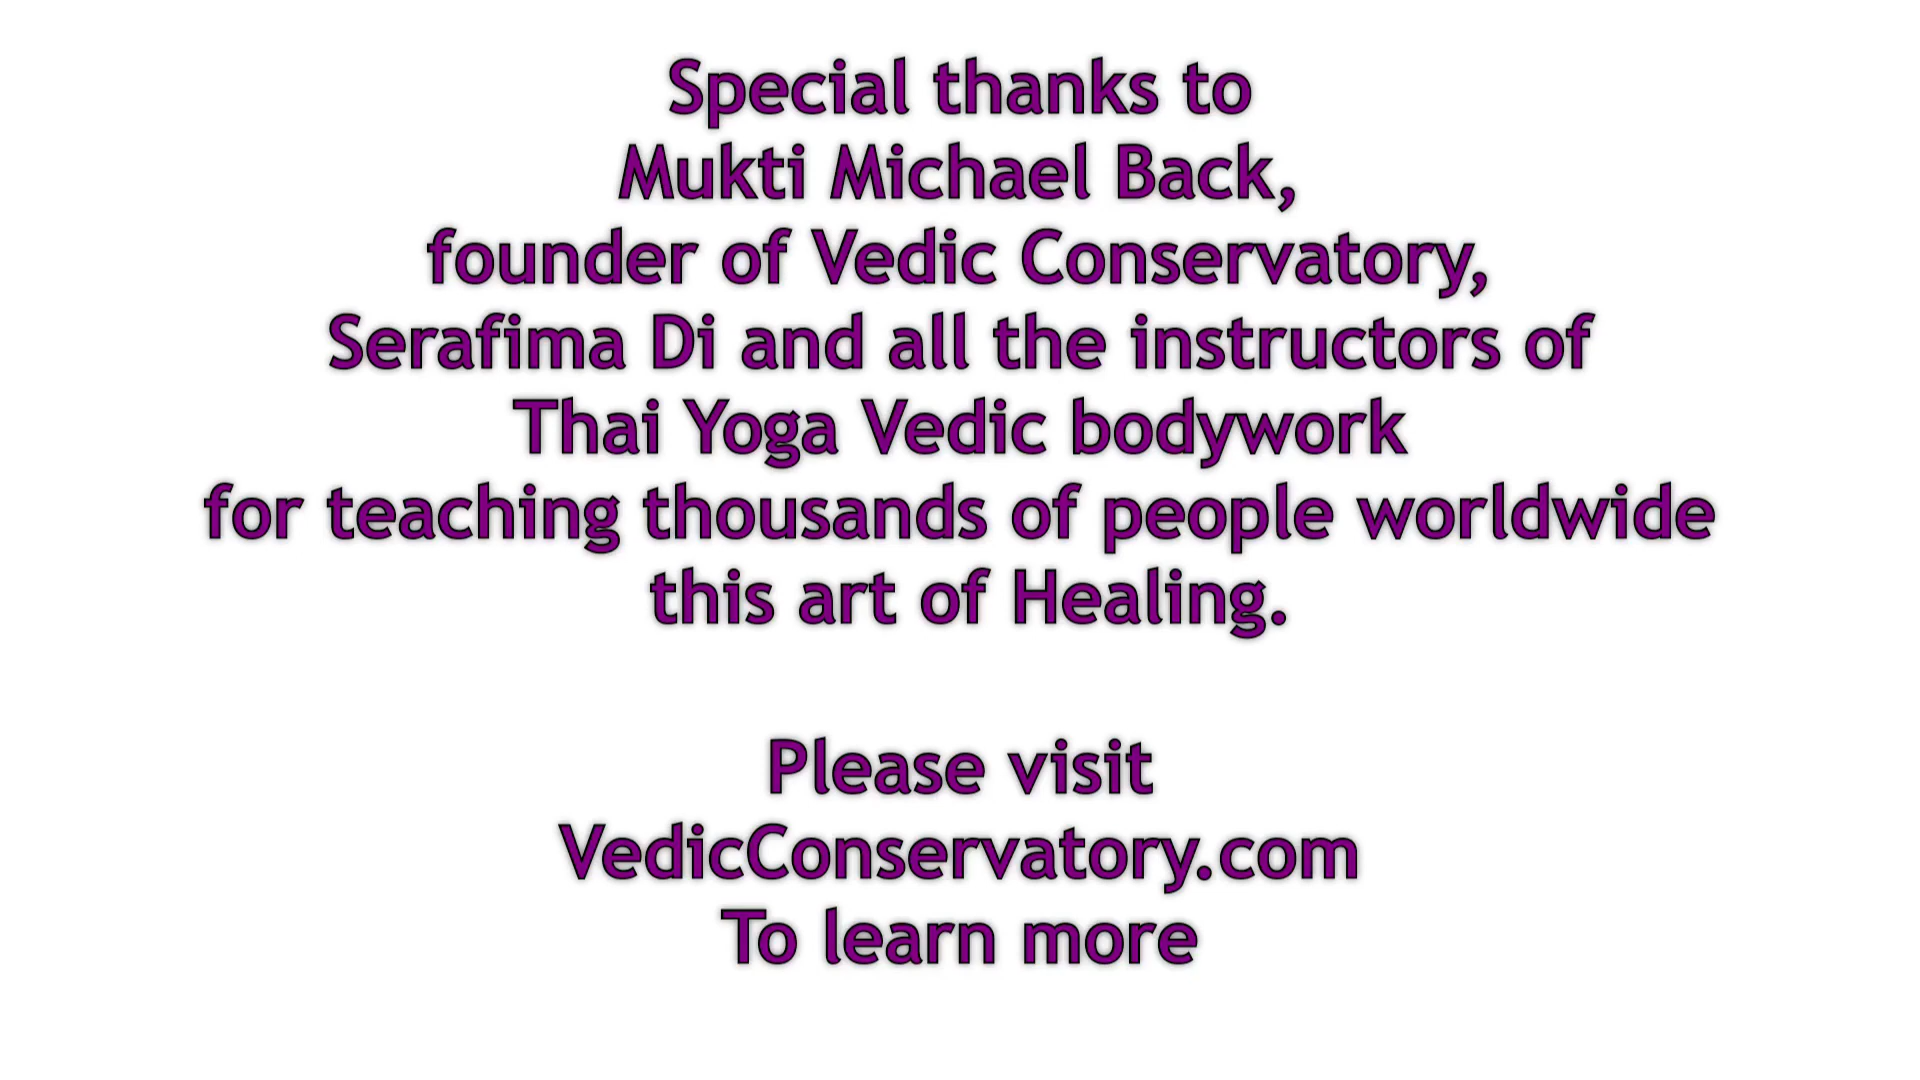 Special thanks to
Mukti Michael Back,
founder of Vedic Conservatory,
Serafima Di and all the instructors of
Thai Yoga Vedic bodywork
for teaching thousands of people worldwide
this art of Healing.
Please visit
VedicConservatory.com
To learn more